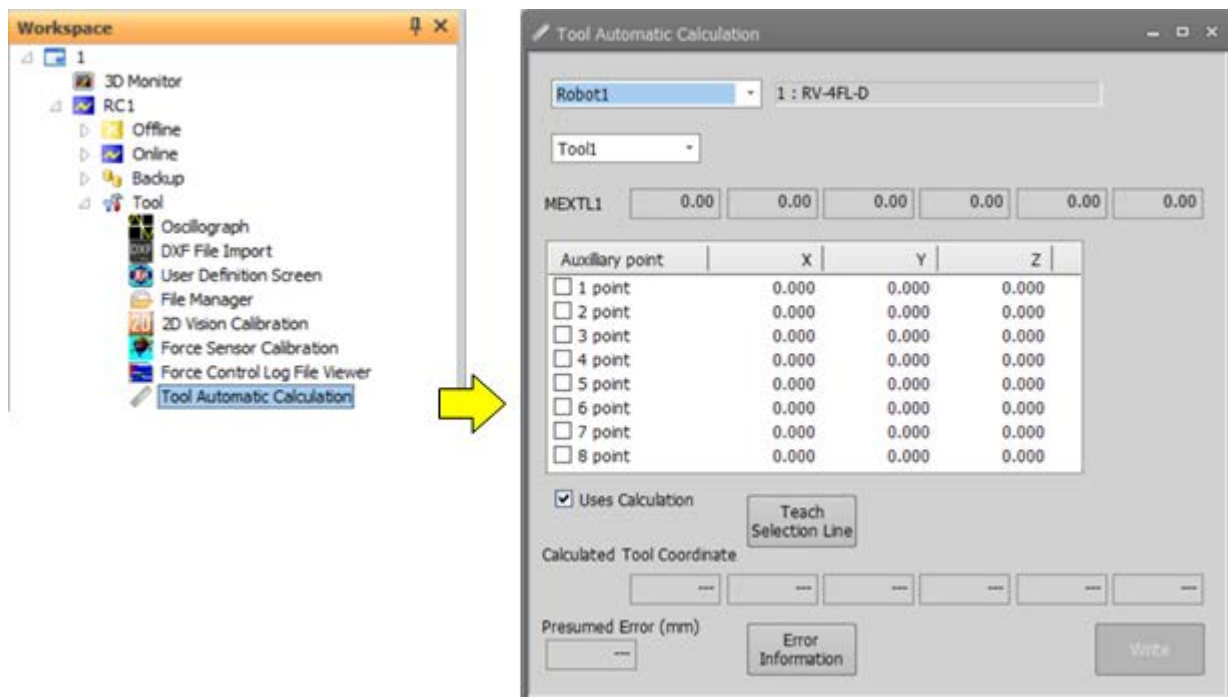 Workspace
1
3D Monitor
RC1
Offline
Online
Backup
Tool
Oscillograph
DXF File Import
User Definition Screen
File Manager
2D Vision Calibration
Force Sensor Calibration
Force Control Log File Viewer
Tool Automatic Calculation
Tool Automatic Calculation
Robot1 1 : RV-4FL-D
Tool1
MEXTL1 0.00 0.00 0.00 0.00 0.00 0.00
Auxiliary point X Y Z
1 point 0.000 0.000 0.000
2 point 0.000 0.000 0.000
3 point 0.000 0.000 0.000
4 point 0.000 0.000 0.000
5 point 0.000 0.000 0.000
6 point 0.000 0.000 0.000
7 point 0.000 0.000 0.000
8 point 0.000 0.000 0.000
Uses Calculation
Teach
Selection Line
Calculated Tool Coordinate
--- --- --- --- --- ---
Presumed Error (mm)
---
Error
Information
Write